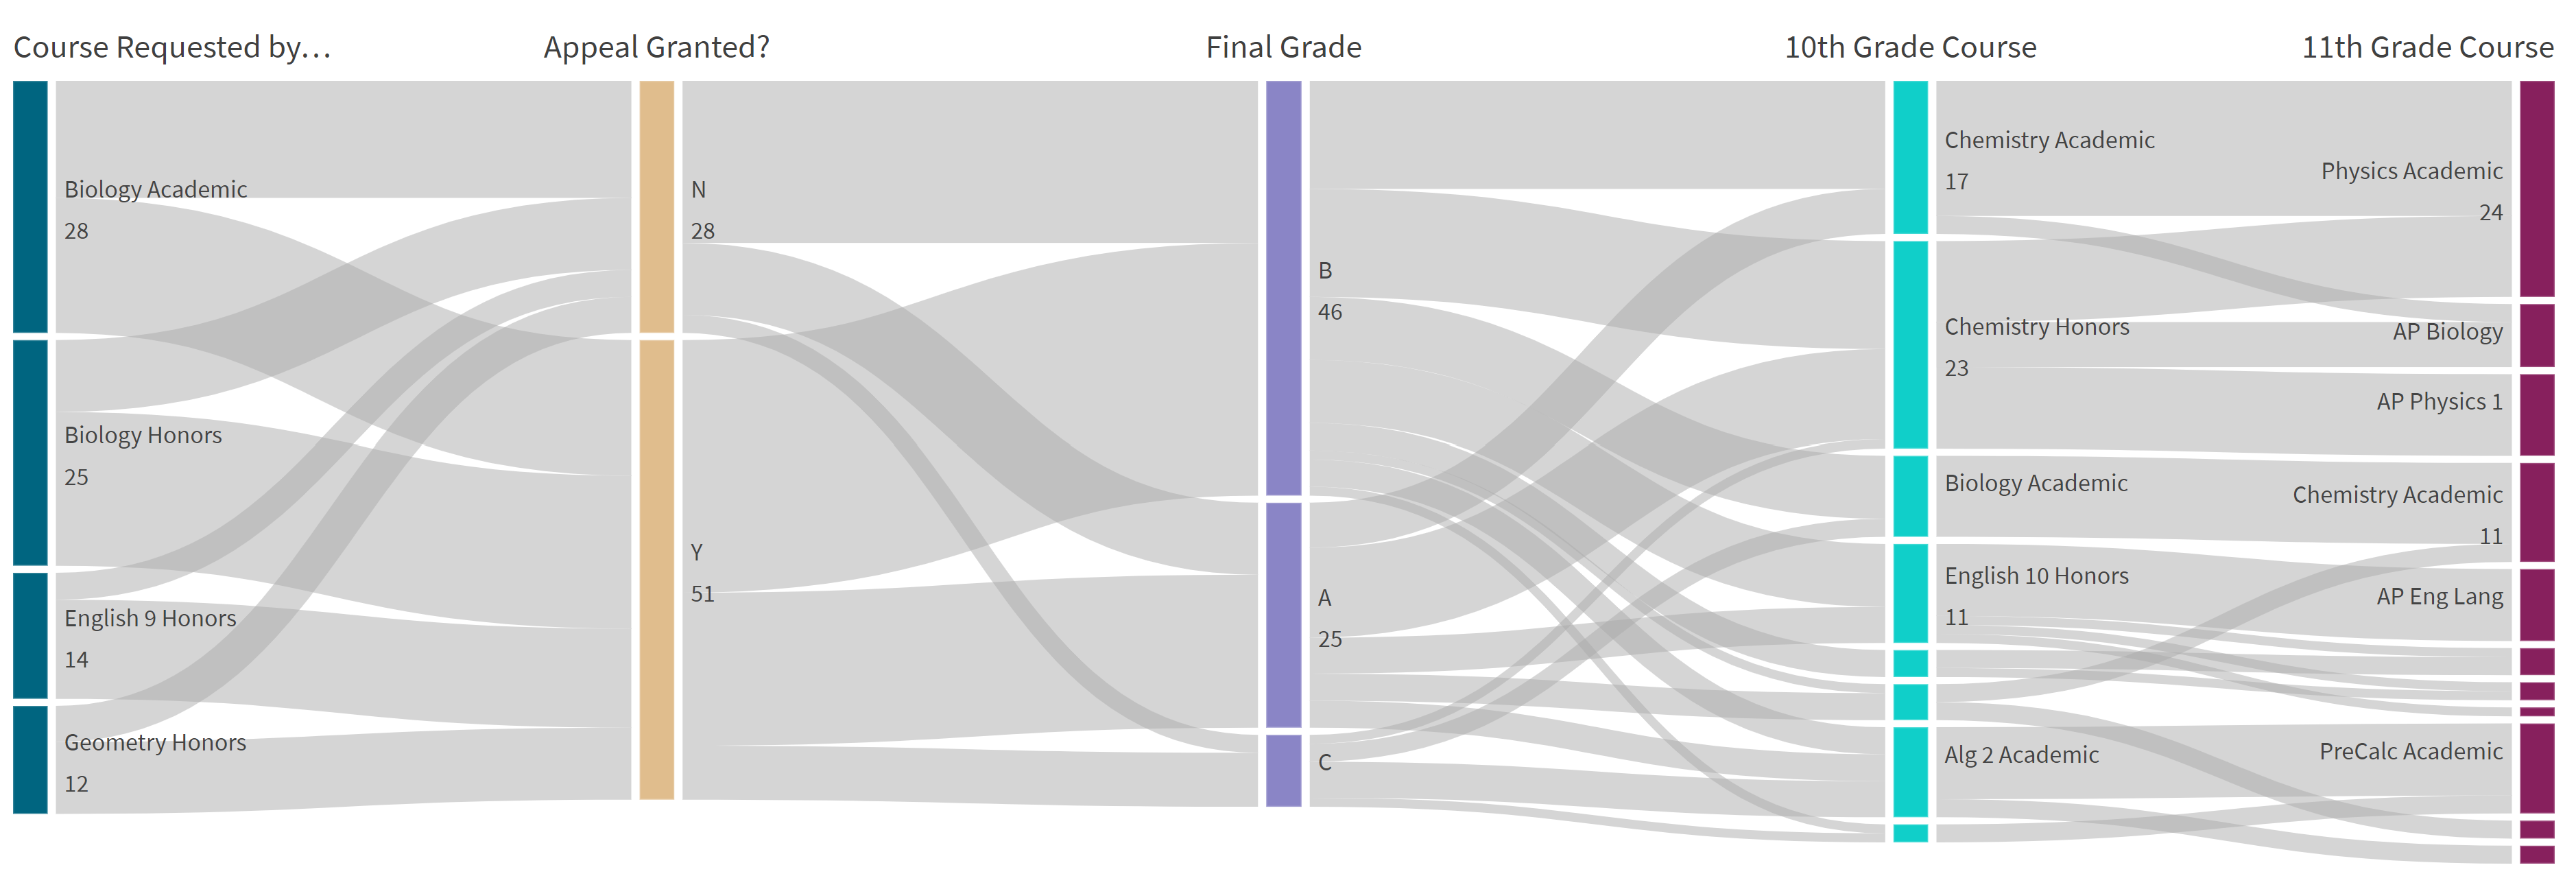 Course Requested by…
Appeal Granted?
Final Grade
10th Grade Course
11th Grade Course
Biology Academic
28
Biology Honors
25
English 9 Honors
14
Geometry Honors
12
N
28
Y
51
B
46
A
25
C
Chemistry Academic
17
Chemistry Honors
23
Biology Academic
English 10 Honors
11
Alg 2 Academic
Physics Academic
24
AP Biology
AP Physics 1
Chemistry Academic
11
AP Eng Lang
PreCalc Academic